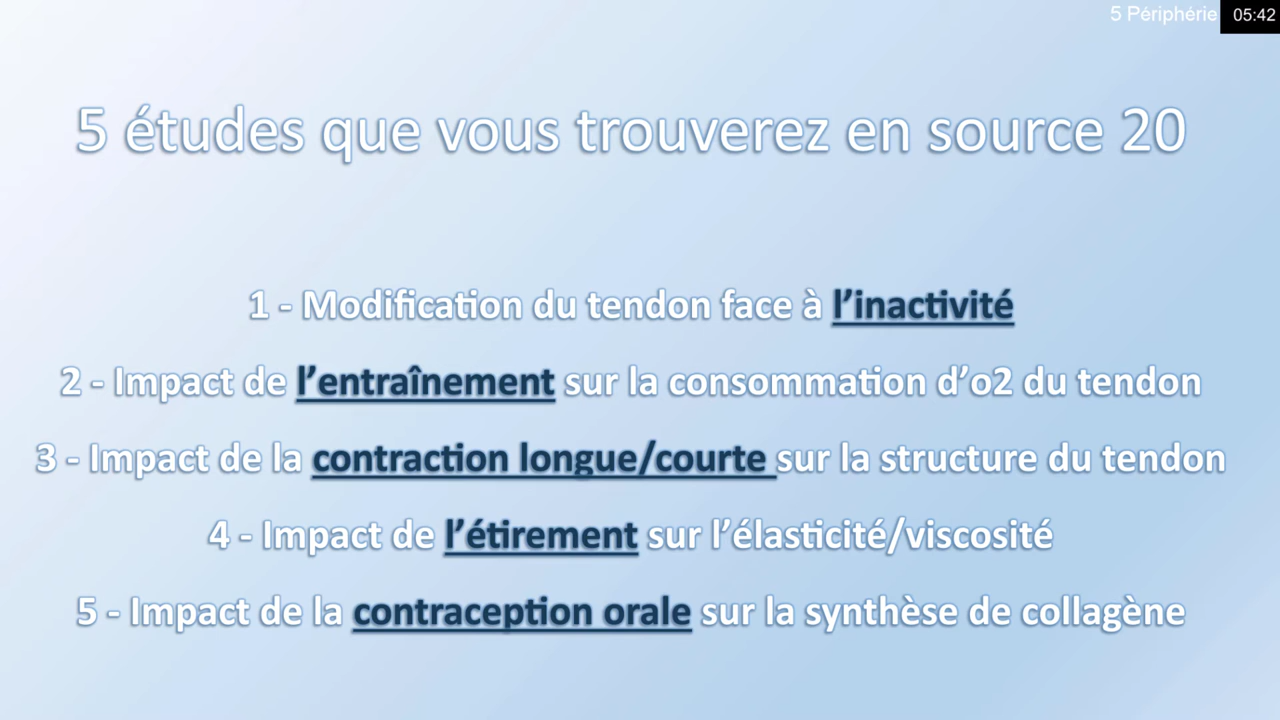 5 Périphérie
05:42
5 études que vous trouverez en source 20
1 - Modification du tendon face à l’inactivité
2 - Impact de l’entraînement sur la consommation d’o2 du tendon
3 - Impact de la contraction longue/courte sur la structure du tendon
4 - Impact de l’étirement sur l’élasticité/viscosité
5 - Impact de la contraception orale sur la synthèse de collagène